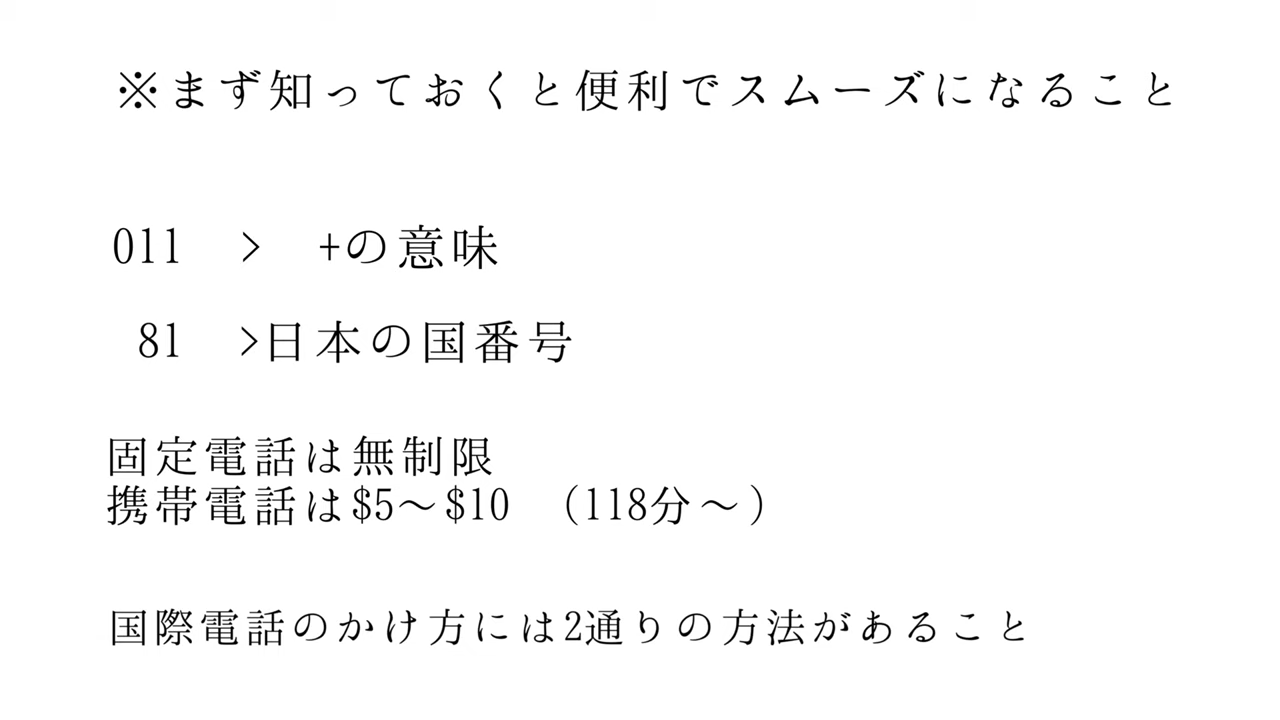 ※まず知っておくと便利でスムーズになること
011　>　+の意味
81　>日本の国番号
固定電話は無制限
携帯電話は$5〜$10　（118分〜）
国際電話のかけ方には2通りの方法があること